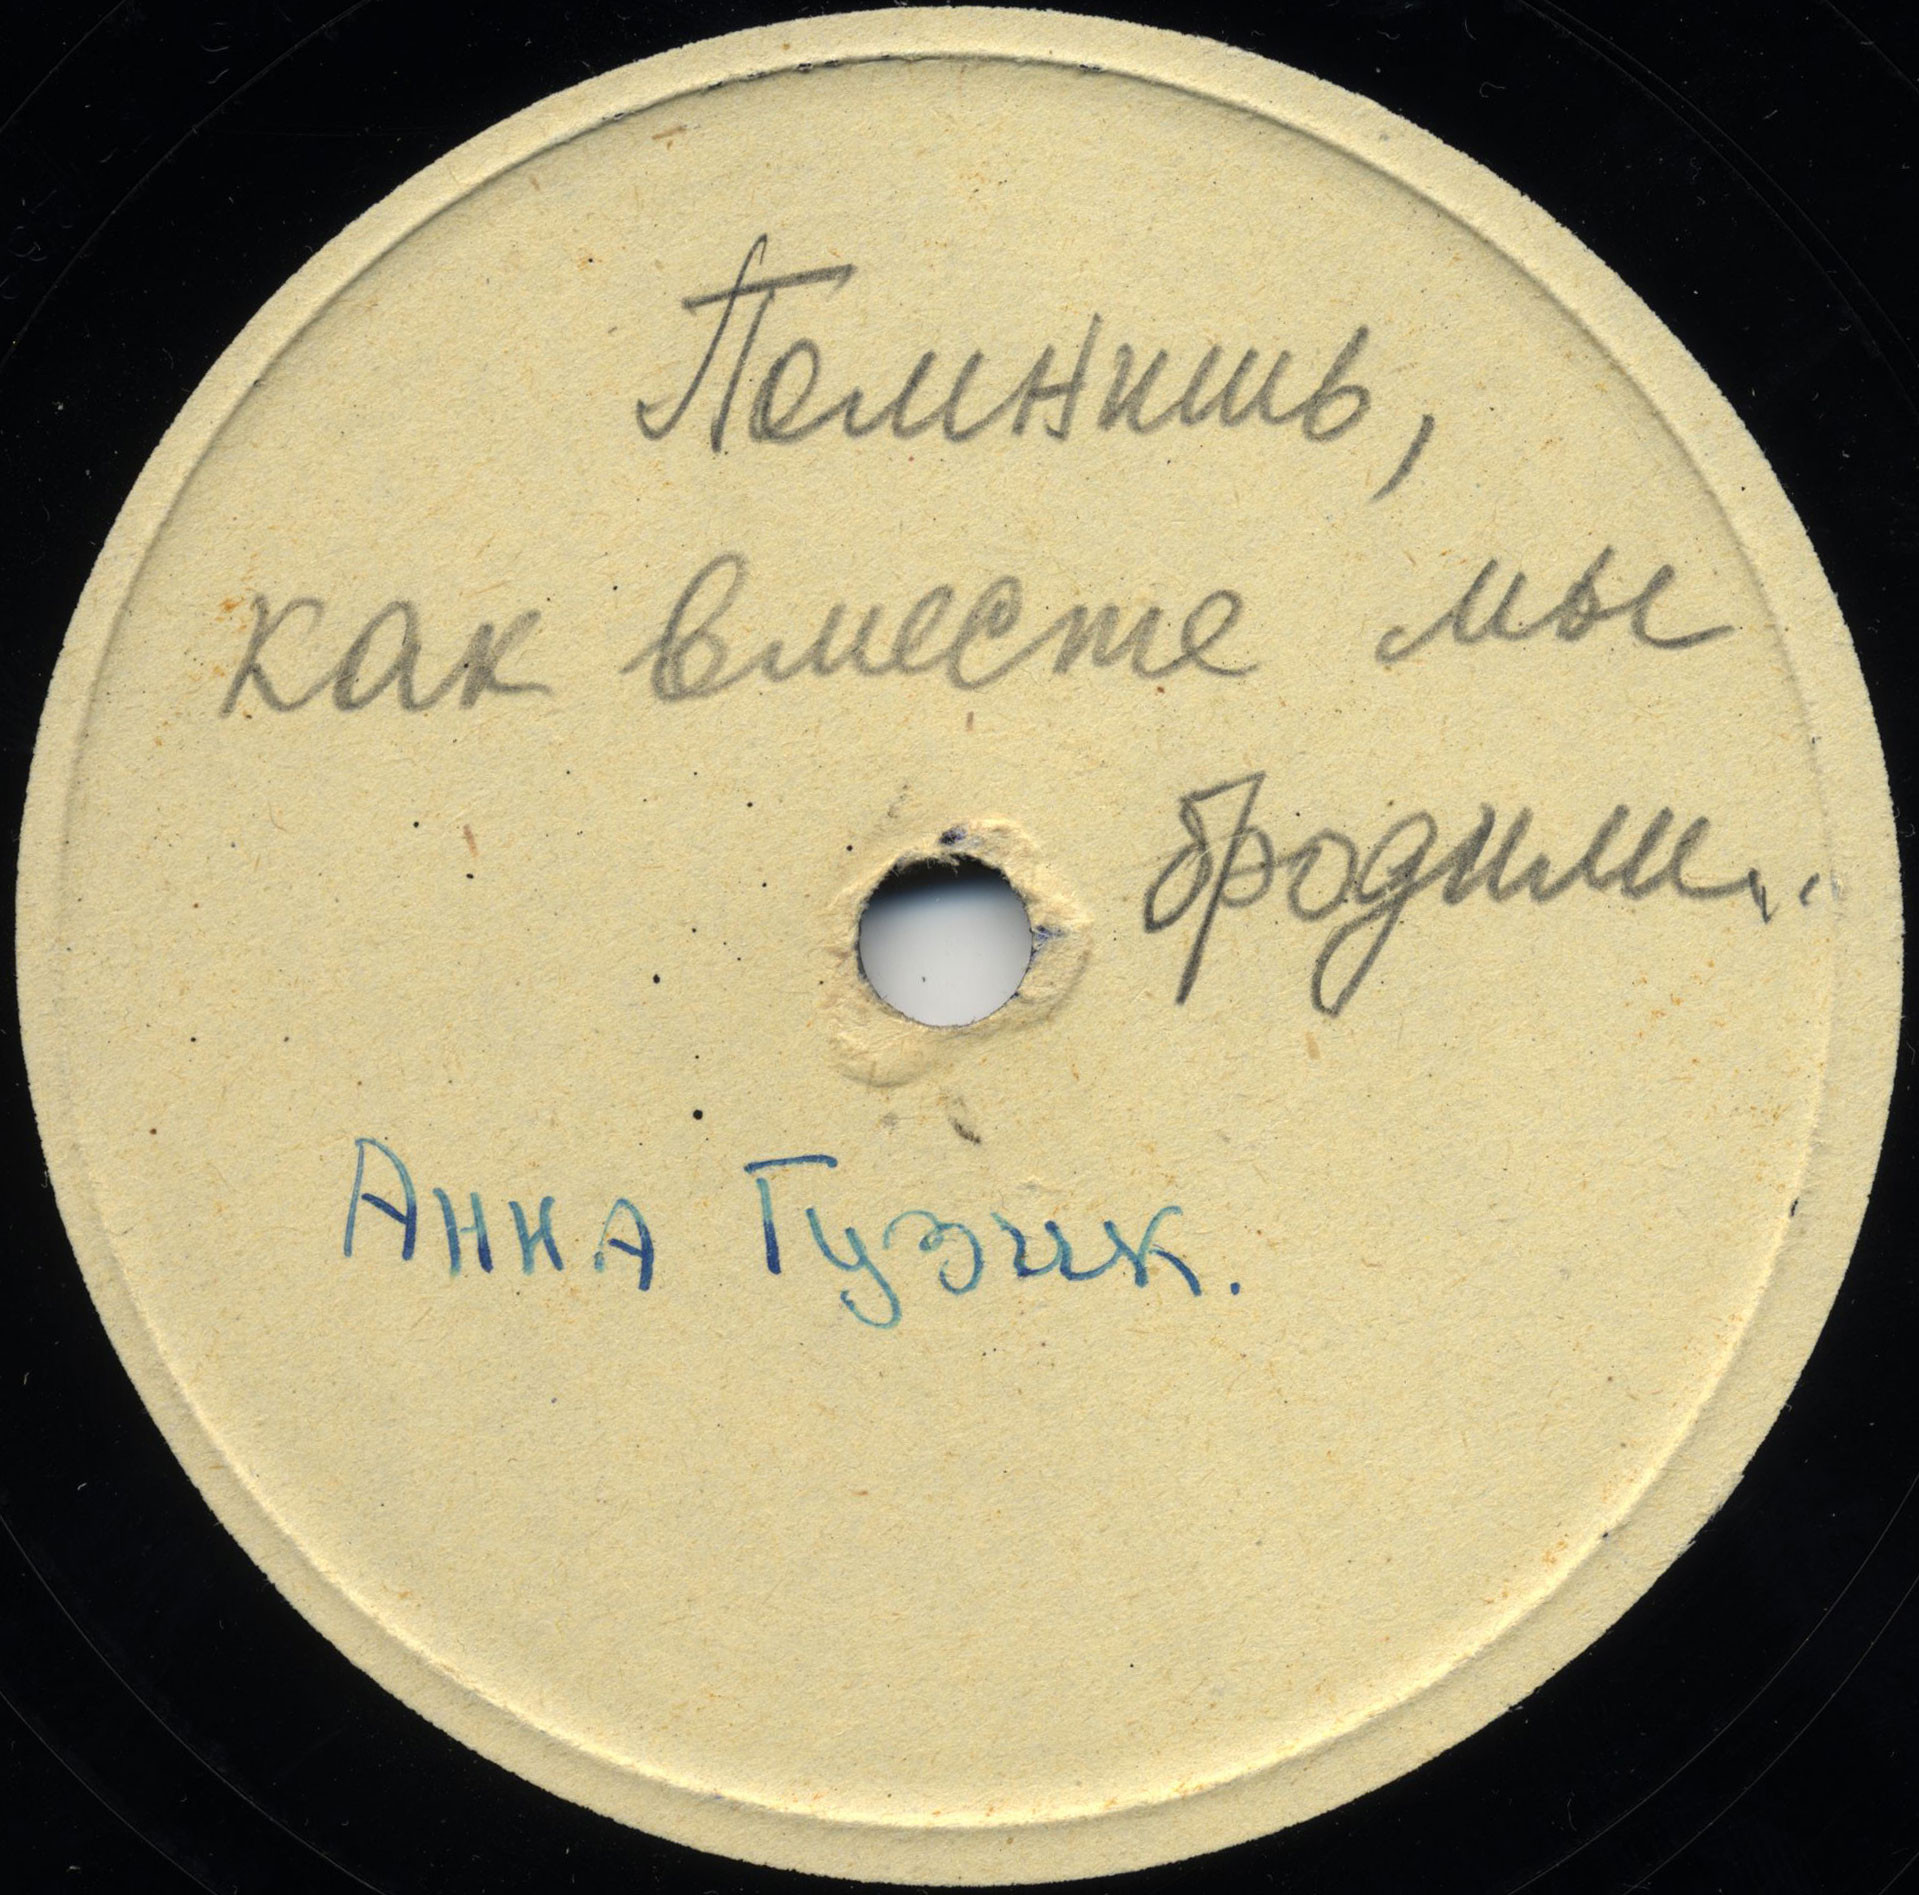 Помнишь,
как вместе мы
бродили...
Анна Гузик.